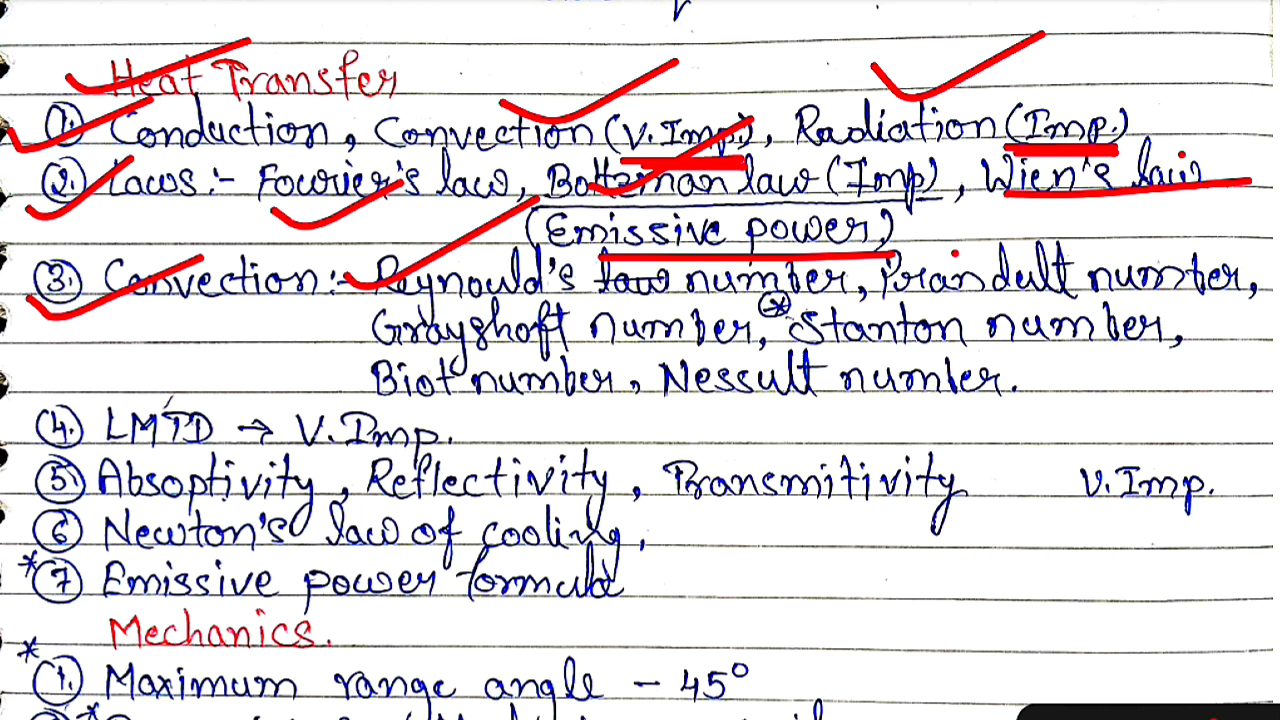 Heat Transfer
① Conduction, Convection (V.Imp.), Radiation (Imp.)
② Laws:- Fourier's law, Boltzman law (Imp), Wien's law
(Emissive power)
③ Convection:- Reynould's law number, Prandult number,
Grayshoft number, * Stanton number,
Biot number, Nessult number.
④ LMTD → V.Imp.
⑤ Absoptivity, Reflectivity, Transmitivity V.Imp.
⑥ Newton's law of cooling,
* ⑦ Emissive power formula
Mechanics.
* ① Maximum range angle - 45°